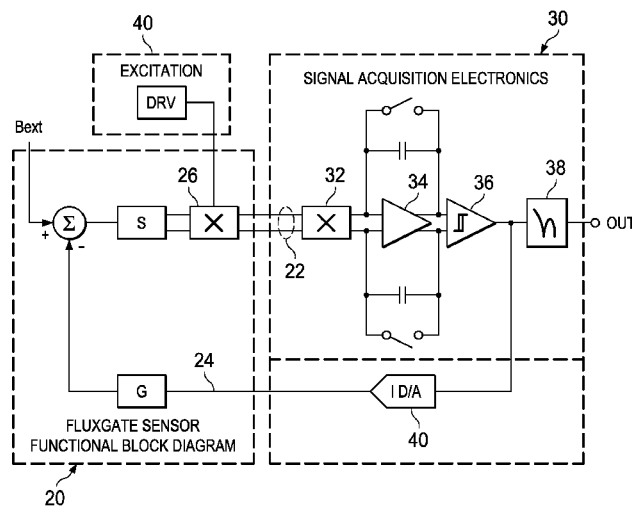 40
30
EXCITATION
DRV
SIGNAL ACQUISITION ELECTRONICS
Bext
26
32
34
36
38
Σ
+
-
S
X
X
22
OUT
24
G
I D/A
40
FLUXGATE SENSOR
FUNCTIONAL BLOCK DIAGRAM
20